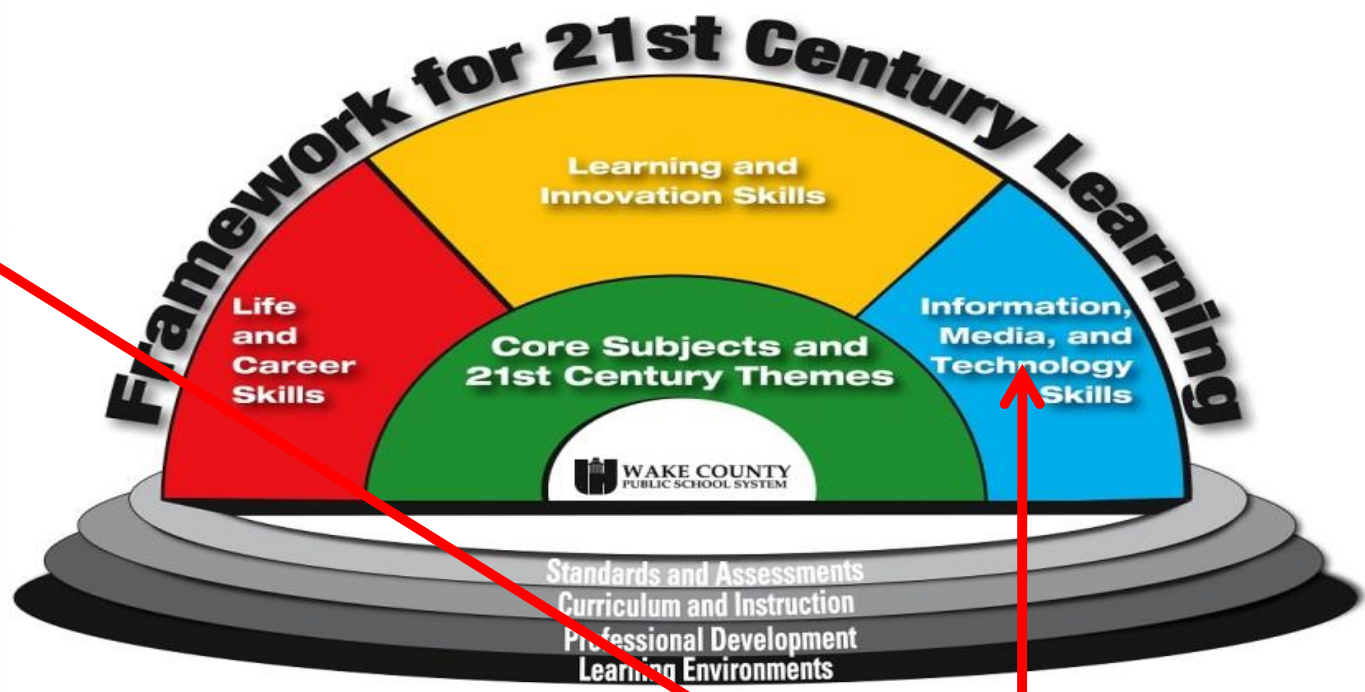 Framework for 21st Century Learning
Learning and
Innovation Skills
Life
and
Career
Skills
Core Subjects and
21st Century Themes
Information,
Media, and
Technology
Skills
WAKE COUNTY
PUBLIC SCHOOL SYSTEM
Standards and Assessments
Curriculum and Instruction
Professional Development
Learning Environments